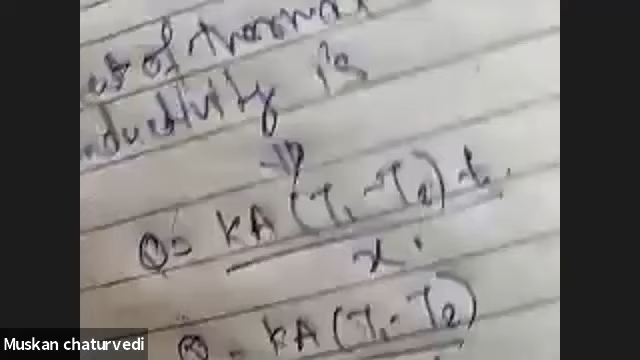 of thermal
is
Q = KA (T₁ - T₂) t
x
Q = KA (T₁ - T₂)
Muskan chaturvedi